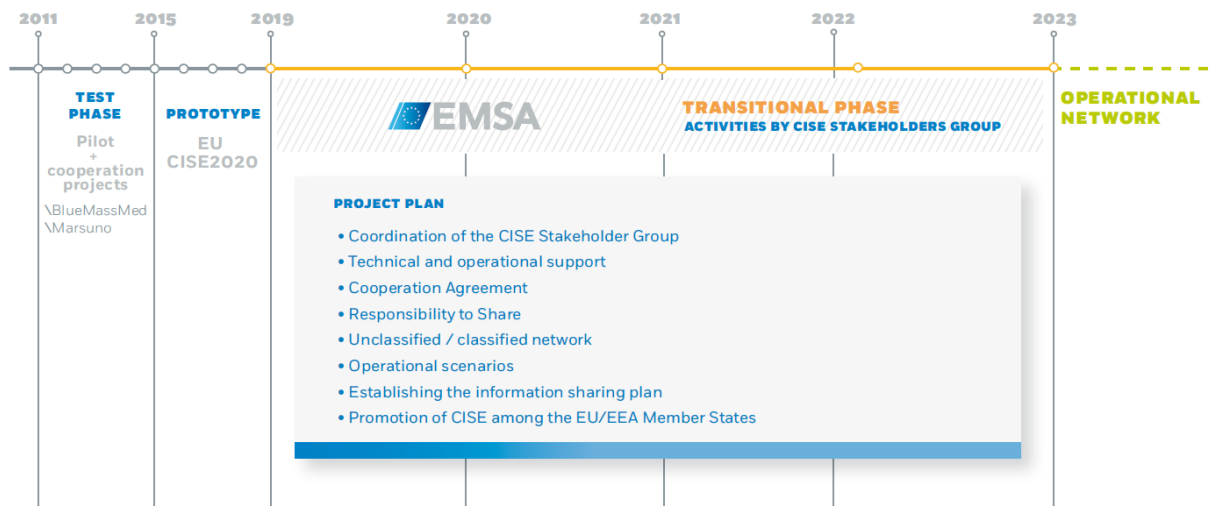 2011 2015 2019 2020 2021 2022 2023
TEST
PHASE
Pilot
+
cooperation
projects
\BlueMassMed
\Marsuno
PROTOTYPE
EU
CISE2020
EMSA
TRANSITIONAL PHASE
ACTIVITIES BY CISE STAKEHOLDERS GROUP
OPERATIONAL
NETWORK
PROJECT PLAN
• Coordination of the CISE Stakeholder Group
• Technical and operational support
• Cooperation Agreement
• Responsibility to Share
• Unclassified / classified network
• Operational scenarios
• Establishing the information sharing plan
• Promotion of CISE among the EU/EEA Member States